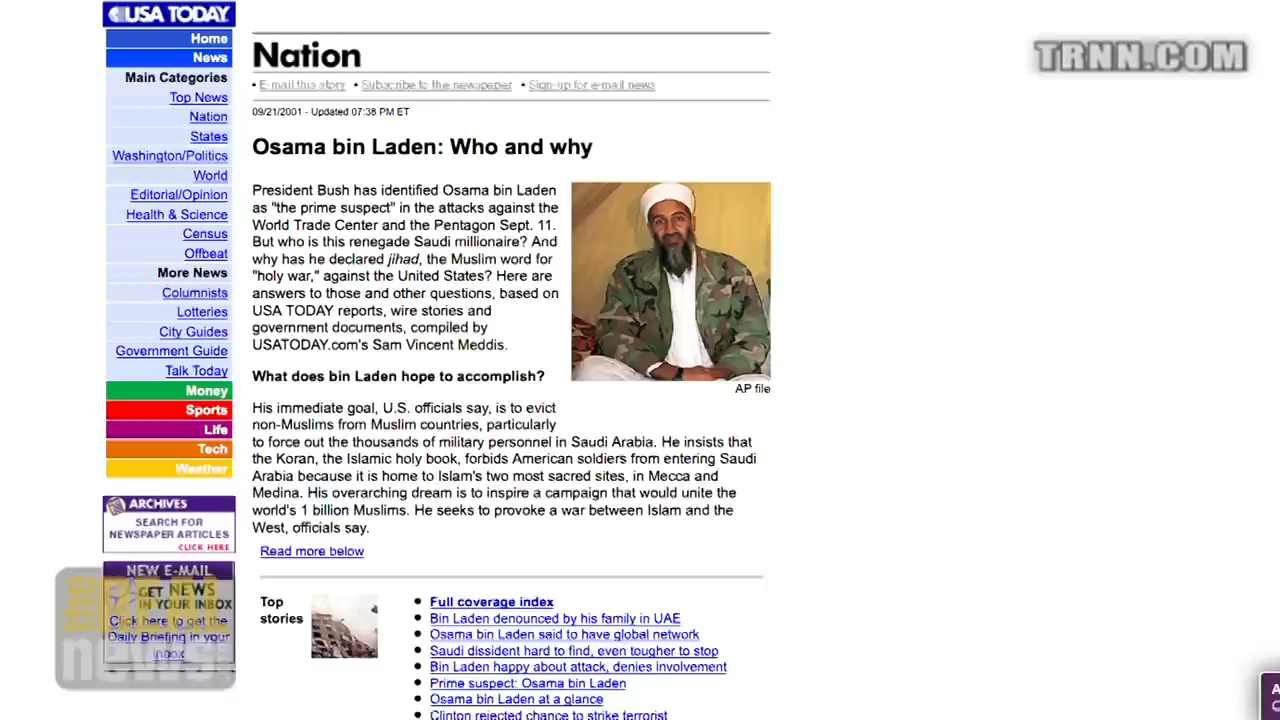 USA TODAY
Home
News
Main Categories
Top News
Nation
States
Washington/Politics
World
Editorial/Opinion
Health & Science
Census
Offbeat
More News
Columnists
Lotteries
City Guides
Government Guide
Talk Today
Money
Sports
Life
Tech
Weather
ARCHIVES
SEARCH FOR
NEWSPAPER ARTICLES
CLICK HERE
NEW E-MAIL
GET NEWS
IN YOUR INBOX
Click here to get the
Daily Briefing in your
inbox
the
news
Nation
• E-mail this story • Subscribe to the newspaper • Sign-up for e-mail news
09/21/2001 - Updated 07:38 PM ET
Osama bin Laden: Who and why
President Bush has identified Osama bin Laden
as "the prime suspect" in the attacks against the
World Trade Center and the Pentagon Sept. 11.
But who is this renegade Saudi millionaire? And
why has he declared jihad, the Muslim word for
"holy war," against the United States? Here are
answers to those and other questions, based on
USA TODAY reports, wire stories and
government documents, compiled by
USATODAY.com's Sam Vincent Meddis.
AP file
What does bin Laden hope to accomplish?
His immediate goal, U.S. officials say, is to evict
non-Muslims from Muslim countries, particularly
to force out the thousands of military personnel in Saudi Arabia. He insists that
the Koran, the Islamic holy book, forbids American soldiers from entering Saudi
Arabia because it is home to Islam's two most sacred sites, in Mecca and
Medina. His overarching dream is to inspire a campaign that would unite the
world's 1 billion Muslims. He seeks to provoke a war between Islam and the
West, officials say.
Read more below
Top
stories
• Full coverage index
• Bin Laden denounced by his family in UAE
• Osama bin Laden said to have global network
• Saudi dissident hard to find, even tougher to stop
• Bin Laden happy about attack, denies involvement
• Prime suspect: Osama bin Laden
• Osama bin Laden at a glance
• Clinton rejected chance to strike terrorist
TRNN.COM